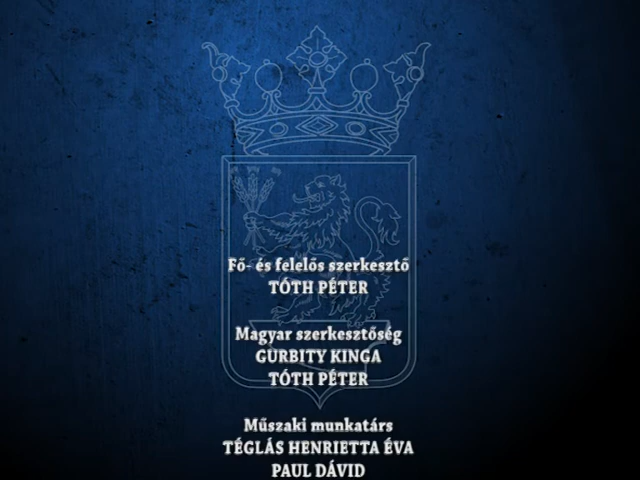 Fő- és felelős szerkesztő
TÓTH PÉTER
Magyar szerkesztőség
GURBITY KINGA
TÓTH PÉTER
Műszaki munkatárs
TÉGLÁS HENRIETTA ÉVA
PAUL DÁVID